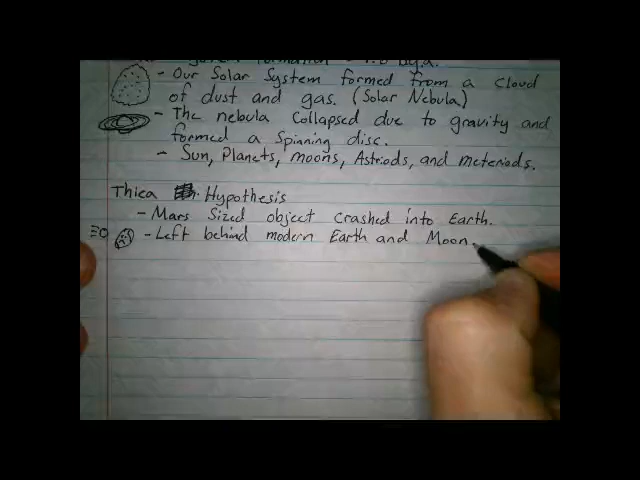 - Our Solar System formed from a cloud
of dust and gas. (Solar Nebula)
- The nebula Collapsed due to gravity and
formed a Spinning disc.
- Sun, Planets, moons, Astriods, and meteriods.
Thiea Hypothesis
- Mars Sized object crashed into Earth.
- Left behind modern Earth and Moon.